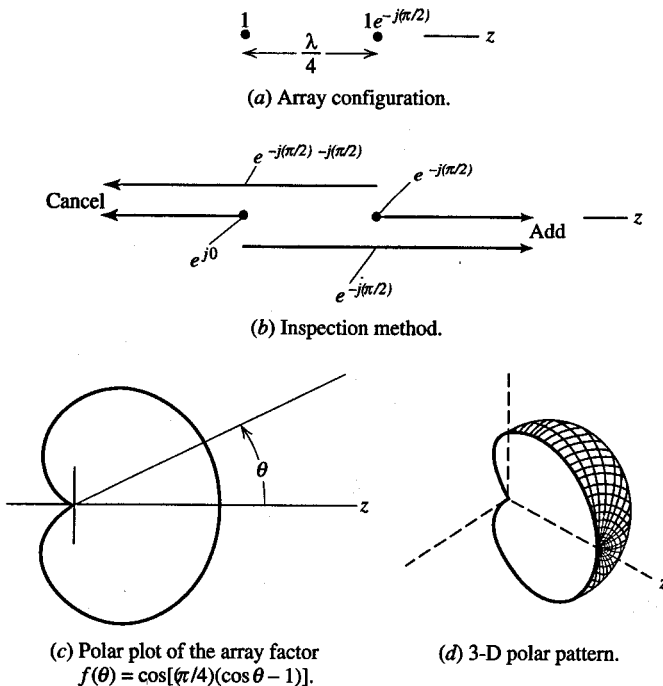 1 1e^{-j(π/2)} z
λ/4
(a) Array configuration.
e^{-j(π/2) -j(π/2)} e^{-j(π/2)}
Cancel z
Add
e^{j0}
e^{-j(π/2)}
(b) Inspection method.
θ
z
z
(c) Polar plot of the array factor
f(θ) = cos[(π/4)(cos θ − 1)].
(d) 3-D polar pattern.